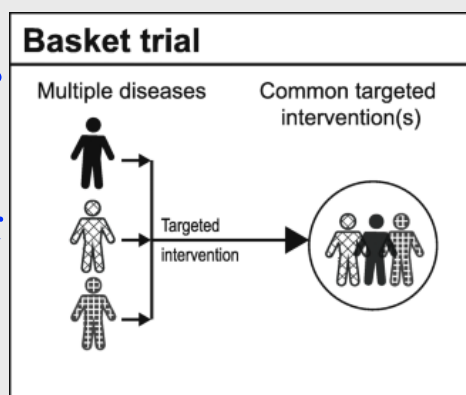 Basket trial
Multiple diseases
Common targeted
intervention(s)
Targeted
intervention